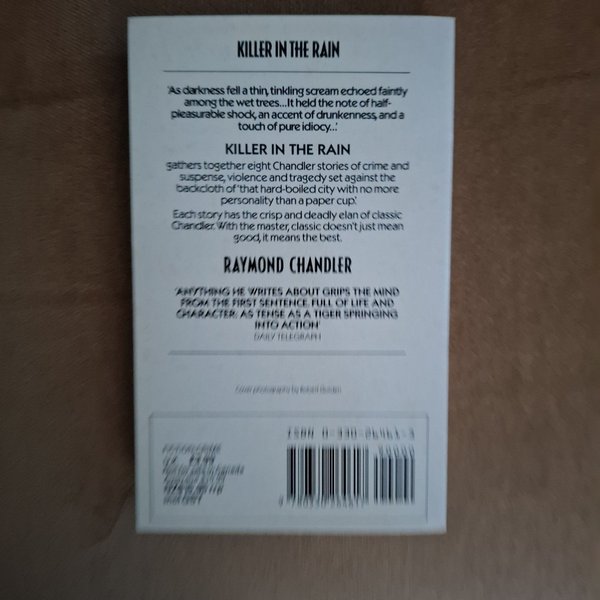 KILLER IN THE RAIN
'As darkness fell a thin, tinkling scream echoed faintly
among the wet trees...It held the note of half-
pleasurable shock, an accent of drunkenness, and a
touch of pure idiocy...'
KILLER IN THE RAIN
gathers together eight Chandler stories of crime and
suspense, violence and tragedy set against the
backcloth of 'that hard-boiled city with no more
personality than a paper cup.'
Each story has the crisp and deadly elan of classic
Chandler. With the master, classic doesn't just mean
good, it means the best.
RAYMOND CHANDLER
'ANYTHING HE WRITES ABOUT GRIPS THE MIND
FROM THE FIRST SENTENCE. FULL OF LIFE AND
CHARACTER: AS TENSE AS A TIGER SPRINGING
INTO ACTION'
DAILY TELEGRAPH
Cover photography by Robert
ISBN 0-330-